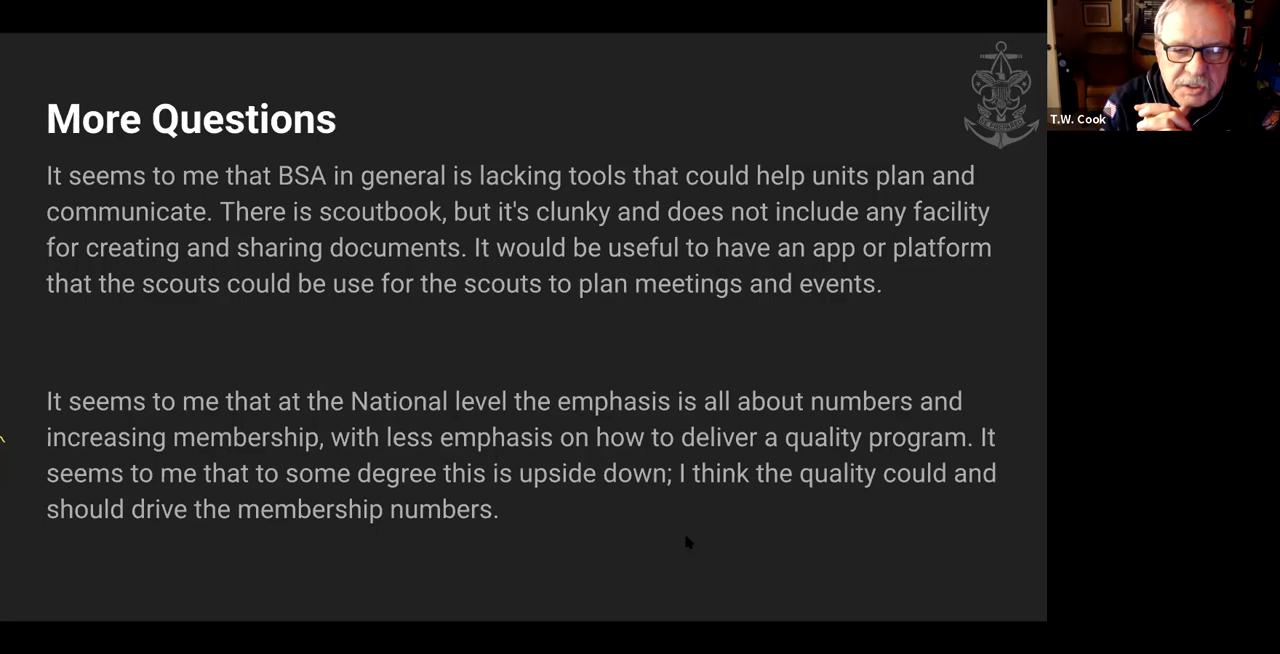 More Questions
It seems to me that BSA in general is lacking tools that could help units plan and
communicate. There is scoutbook, but it's clunky and does not include any facility
for creating and sharing documents. It would be useful to have an app or platform
that the scouts could be use for the scouts to plan meetings and events.
It seems to me that at the National level the emphasis is all about numbers and
increasing membership, with less emphasis on how to deliver a quality program. It
seems to me that to some degree this is upside down; I think the quality could and
should drive the membership numbers.
BE PREPARED
T.W. Cook